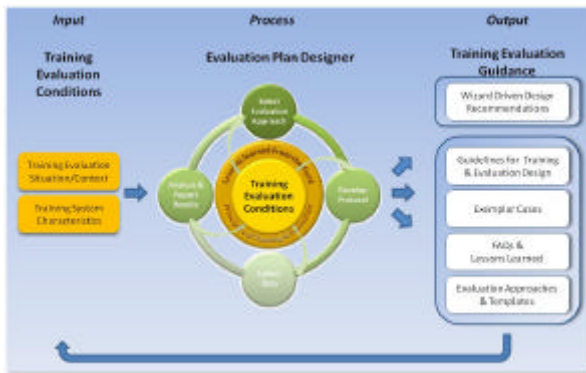 Input
Process
Output
Training
Evaluation
Conditions
Evaluation Plan Designer
Training Evaluation
Guidance
Training Evaluation
Situation/Context
Training System
Characteristics
Select
Evaluation
Approach
Analyze &
Report
Results
Training
Evaluation
Conditions
Develop
Protocol
Collect
Data
Wizard Driven Design
Recommendations
Guidelines for Training
& Evaluation Design
Exemplar Cases
FAQs &
Lessons Learned
Evaluation Approaches
& Templates